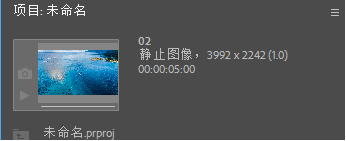 项目: 未命名
02
静止图像，3992 x 2242 (1.0)
00:00:05:00
未命名.prproj